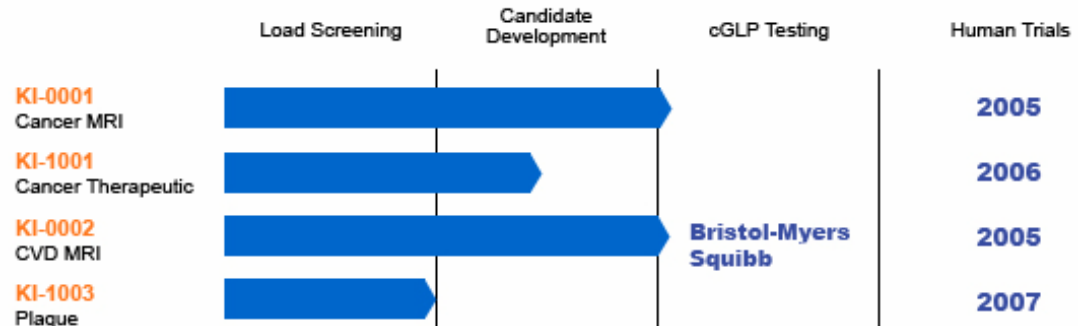 Load Screening
Candidate
Development
cGLP Testing
Human Trials
KI-0001
Cancer MRI
2005
KI-1001
Cancer Therapeutic
2006
KI-0002
CVD MRI
Bristol-Myers
Squibb
2005
KI-1003
Plaque
2007